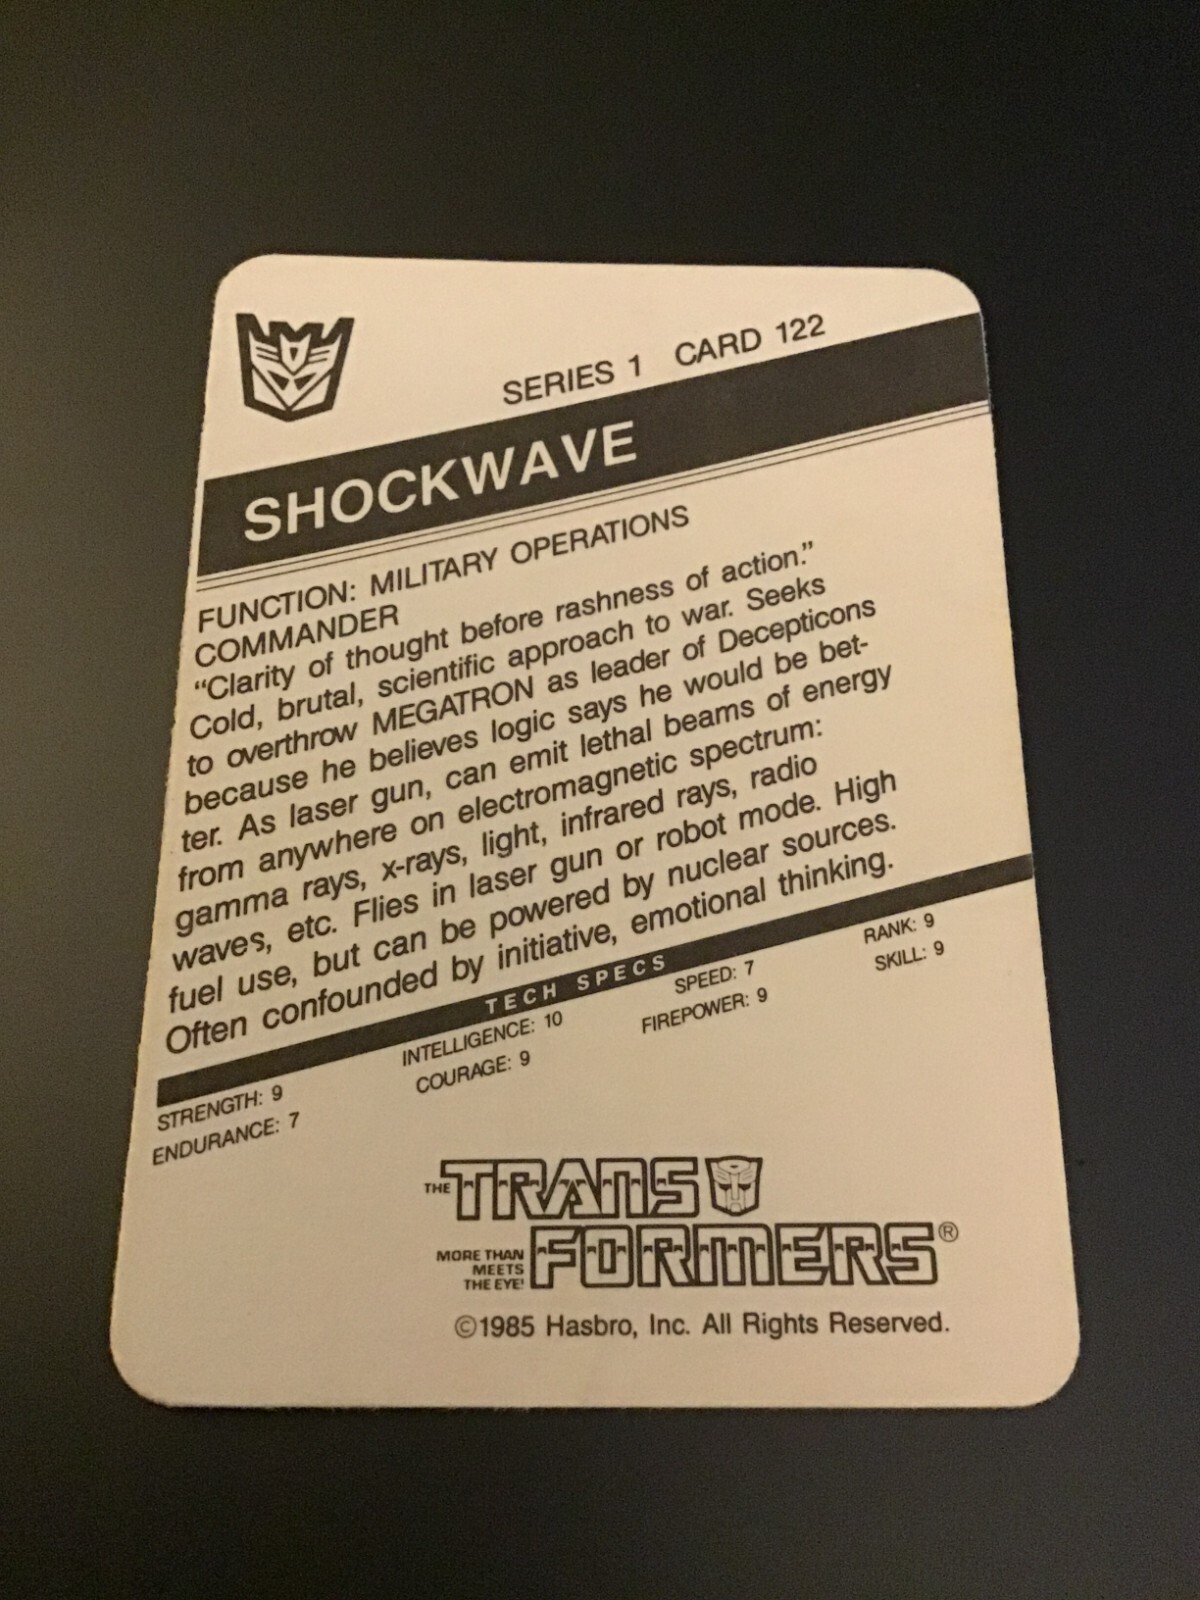 SERIES 1 CARD 122
SHOCKWAVE
FUNCTION: MILITARY OPERATIONS
COMMANDER
“Clarity of thought before rashness of action.”
Cold, brutal, scientific approach to war. Seeks
to overthrow MEGATRON as leader of Decepticons
because he believes logic says he would be bet-
ter. As laser gun, can emit lethal beams of energy
from anywhere on electromagnetic spectrum:
gamma rays, x-rays, light, infrared rays, radio
waves, etc. Flies in laser gun or robot mode. High
fuel use, but can be powered by nuclear sources.
Often confounded by initiative, emotional thinking.
TECH SPECS
STRENGTH: 9 INTELLIGENCE: 10 SPEED: 7 RANK: 9
ENDURANCE: 7 COURAGE: 9 FIREPOWER: 9 SKILL: 9
THE TRANS
MORE THAN
MEETS
THE EYE!
FORMERS®
©1985 Hasbro, Inc. All Rights Reserved.